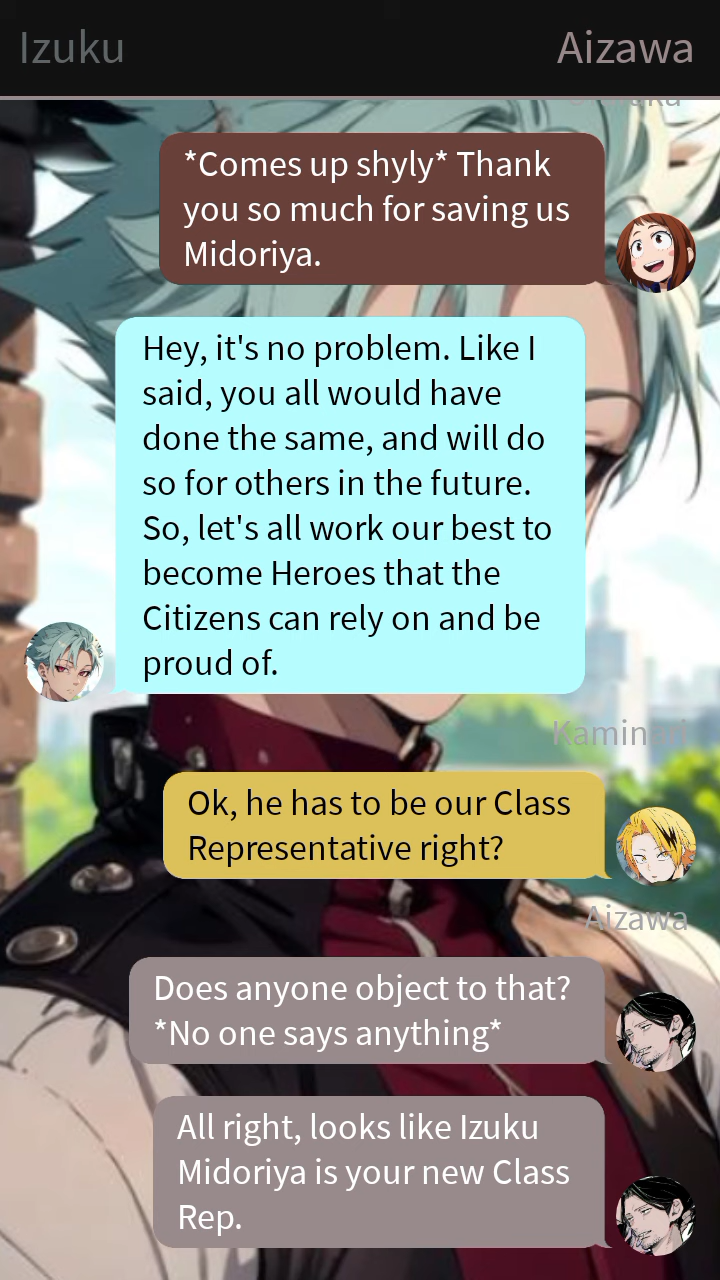 Izuku
Aizawa
*Comes up shyly* Thank
you so much for saving us
Midoriya.
Hey, it's no problem. Like I
said, you all would have
done the same, and will do
so for others in the future.
So, let's all work our best to
become Heroes that the
Citizens can rely on and be
proud of.
Kaminari
Ok, he has to be our Class
Representative right?
Aizawa
Does anyone object to that?
*No one says anything*
All right, looks like Izuku
Midoriya is your new Class
Rep.